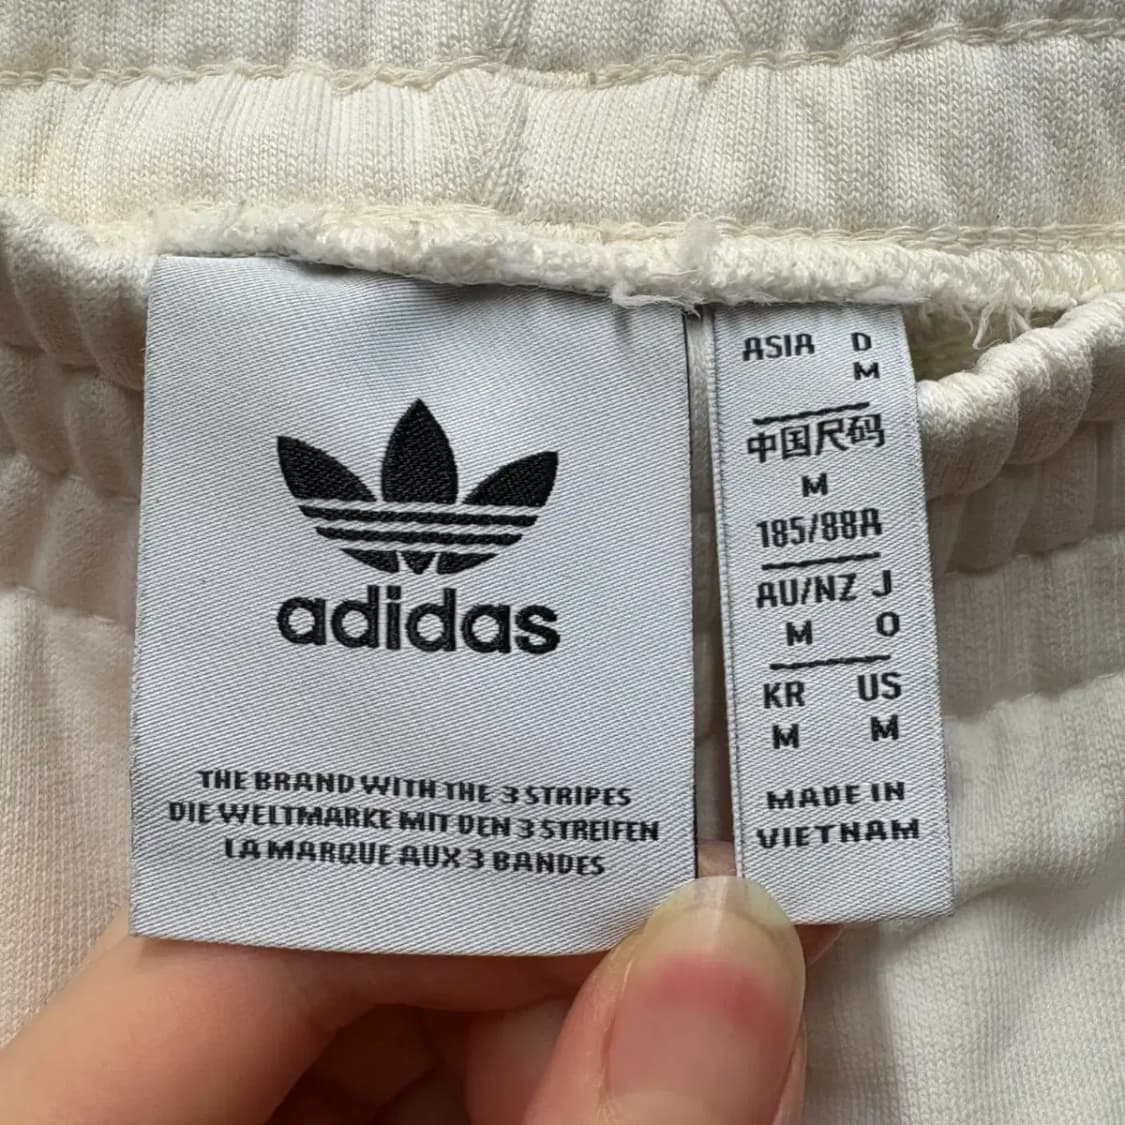 adidas
THE BRAND WITH THE 3 STRIPES
DIE WELTMARKE MIT DEN 3 STREIFEN
LA MARQUE AUX 3 BANDES
ASIA D
M
中国尺码
M
185/88A
AU/NZ J
M O
KR US
M M
MADE IN
VIETNAM